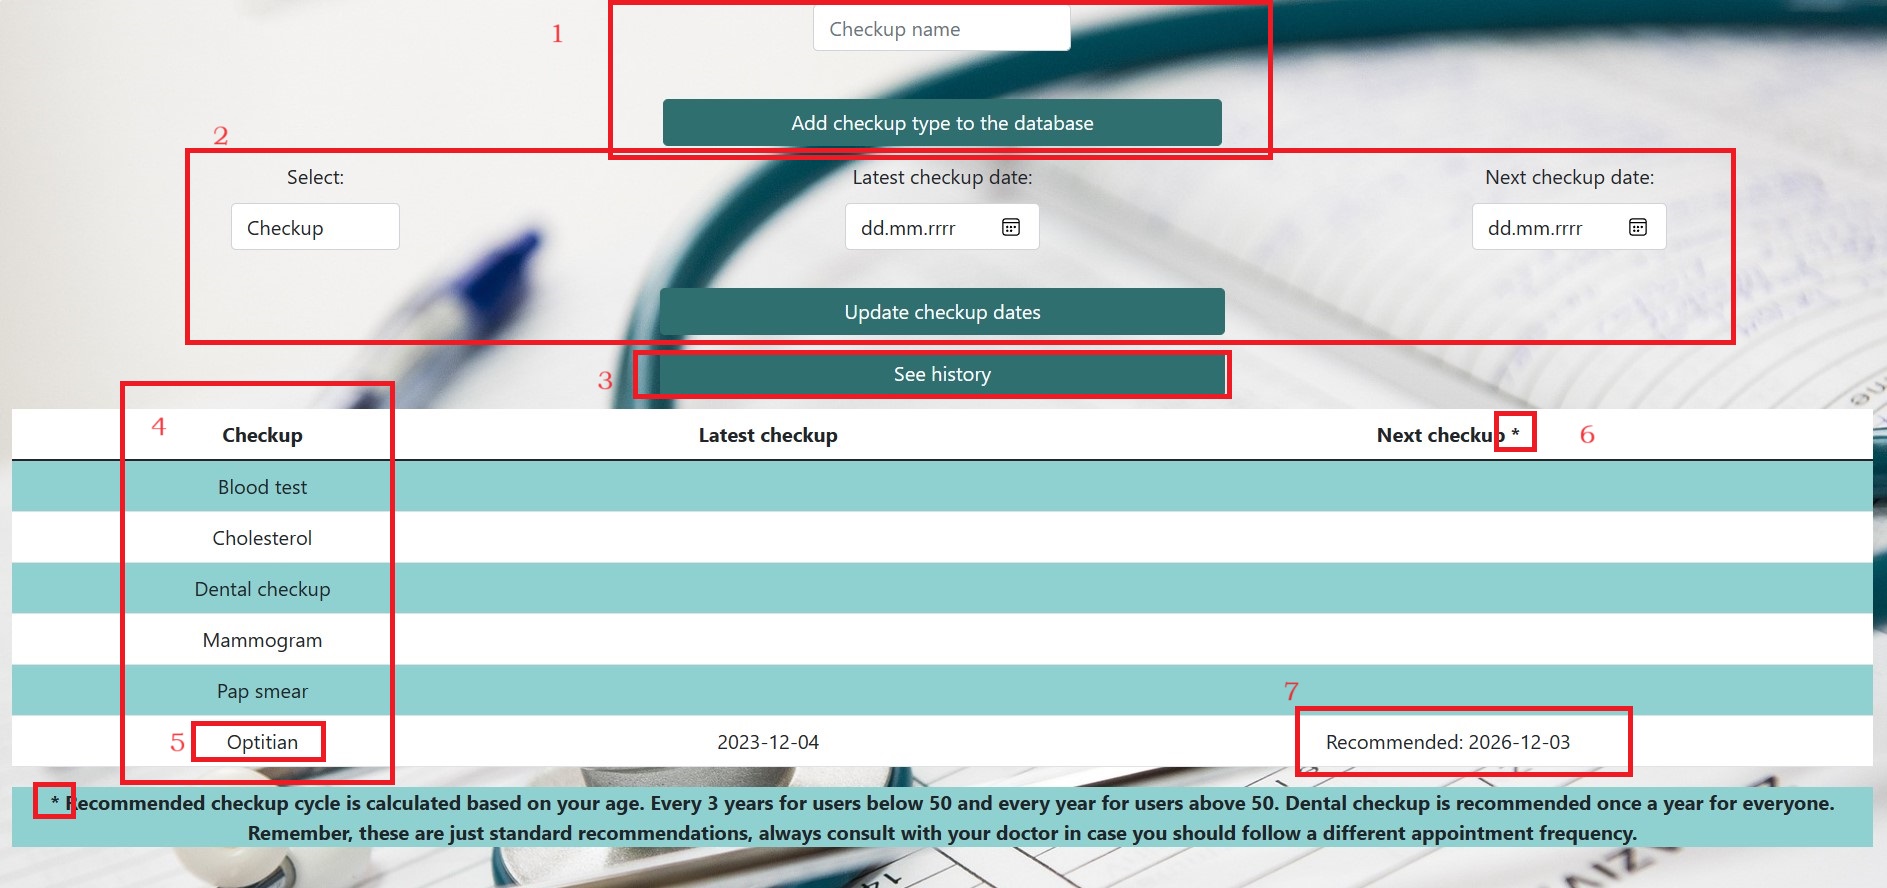 1
Checkup name
Add checkup type to the database
2
Select:
Latest checkup date:
Next checkup date:
Checkup
dd.mm.rrrr
dd.mm.rrrr
Update checkup dates
3
See history
4
Checkup
Latest checkup
Next checkup *
6
Blood test
Cholesterol
Dental checkup
Mammogram
Pap smear
7
5
Optitian
2023-12-04
Recommended: 2026-12-03
* Recommended checkup cycle is calculated based on your age. Every 3 years for users below 50 and every year for users above 50. Dental checkup is recommended once a year for everyone.
Remember, these are just standard recommendations, always consult with your doctor in case you should follow a different appointment frequency.